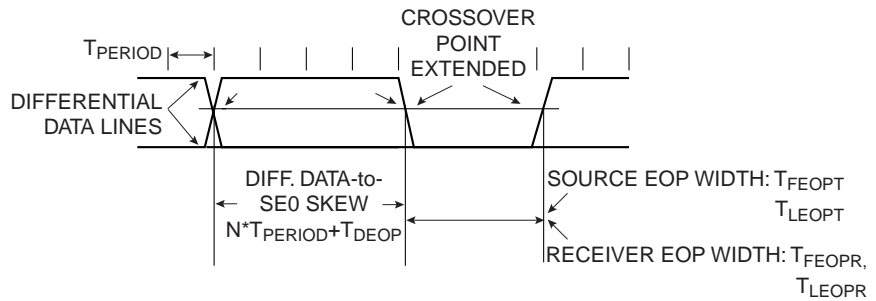 CROSSOVER
POINT
EXTENDED
TPERIOD
DIFFERENTIAL
DATA LINES
DIFF. DATA-to-
SE0 SKEW
N*TPERIOD+TDEOP
SOURCE EOP WIDTH: TFEOPT
TLEOPT
RECEIVER EOP WIDTH: TFEOPR,
TLEOPR